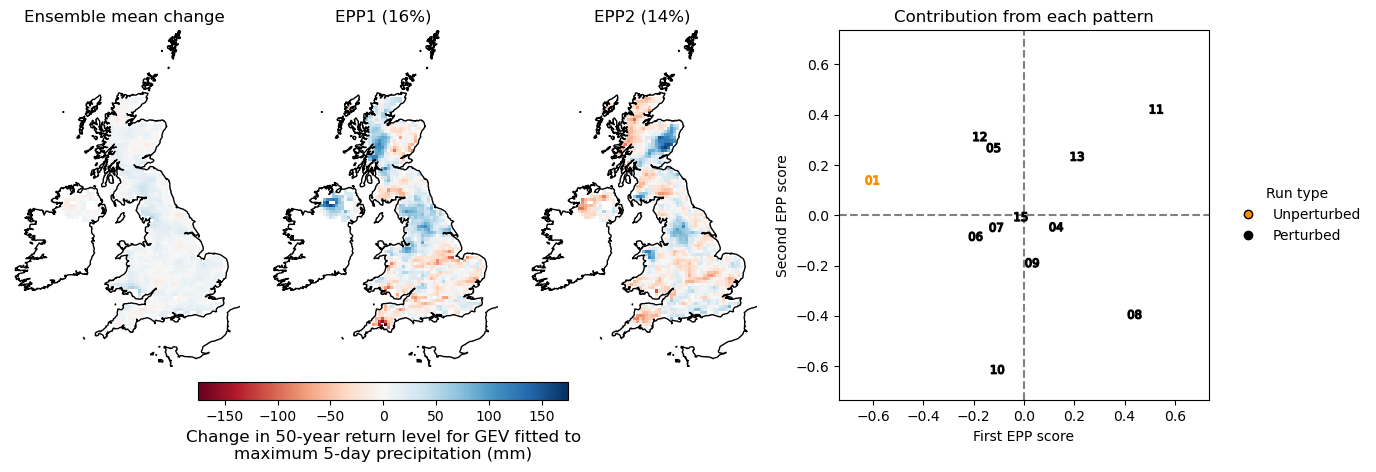 Ensemble mean change
EPP1 (16%)
EPP2 (14%)
Contribution from each pattern
−150 −100 −50 0 50 100 150
Change in 50-year return level for GEV fitted to
maximum 5-day precipitation (mm)
Second EPP score
0.6
0.4
0.2
0.0
−0.2
−0.4
−0.6
11
12
05
13
01
15
07
04
06
09
08
10
−0.6 −0.4 −0.2 0.0 0.2 0.4 0.6
First EPP score
Run type
Unperturbed
Perturbed